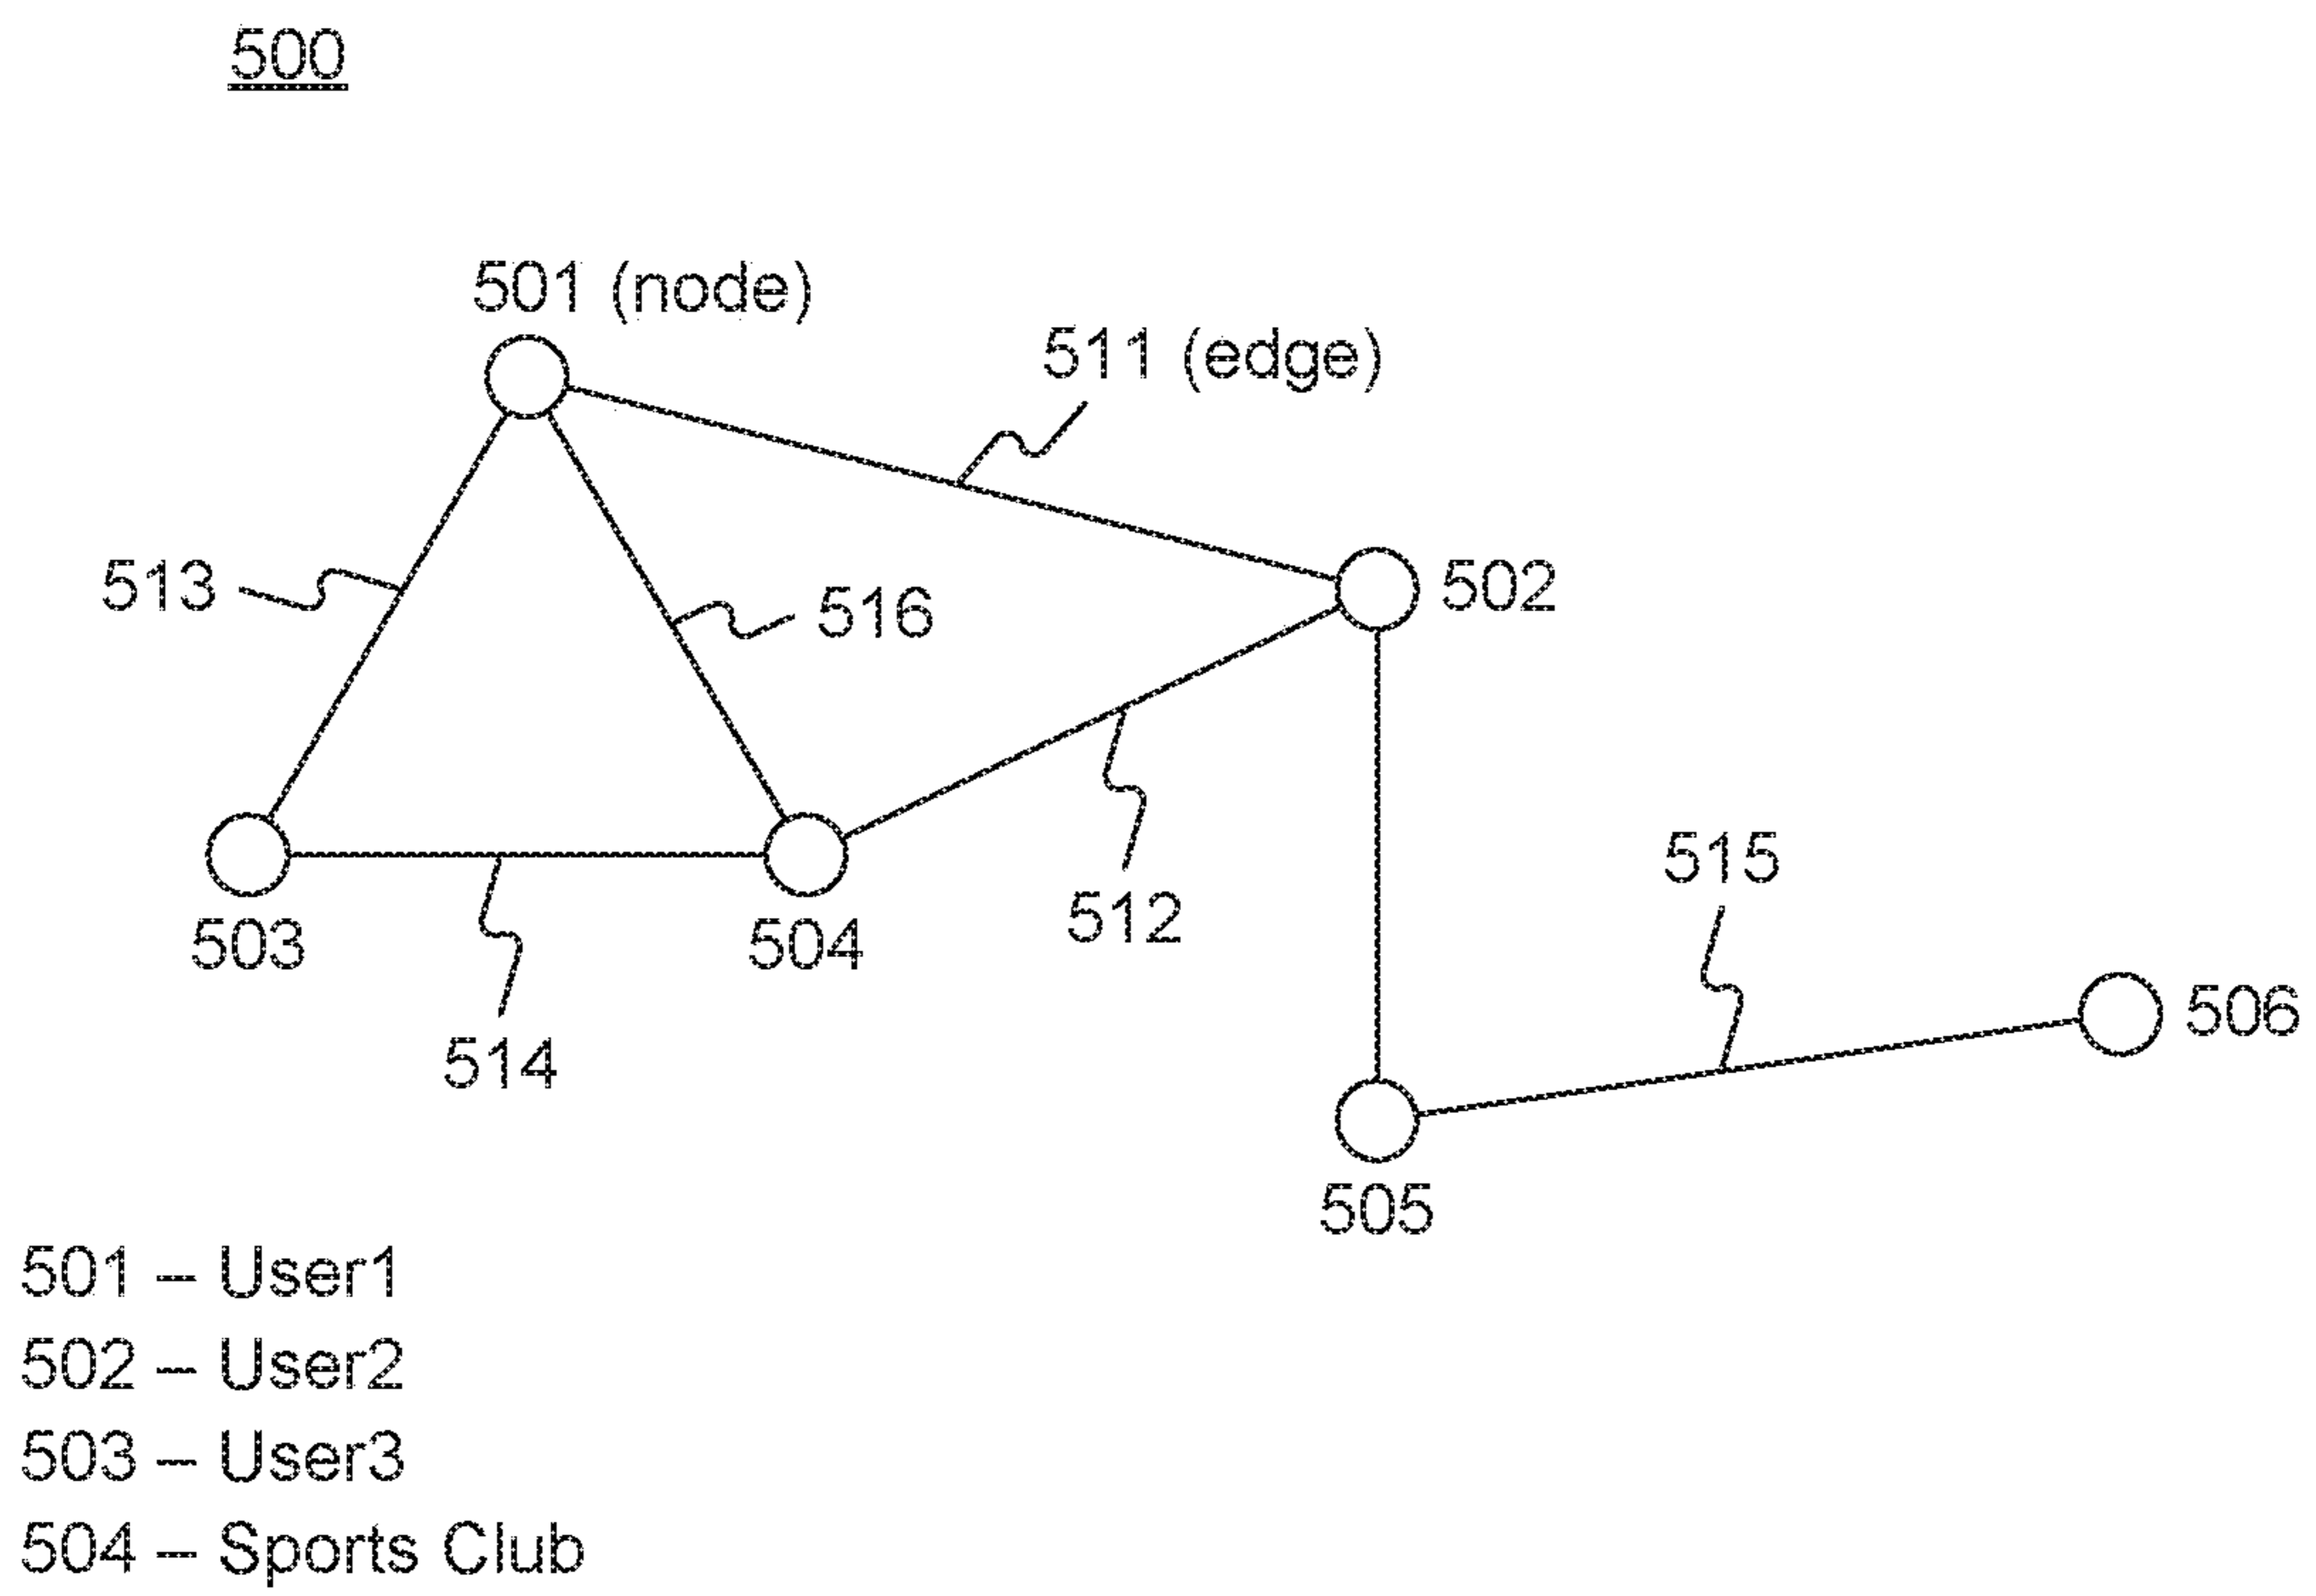 500
501 (node)
511 (edge)
513
516
502
503
504
512
515
506
514
505
501 – User1
502 – User2
503 – User3
504 – Sports Club